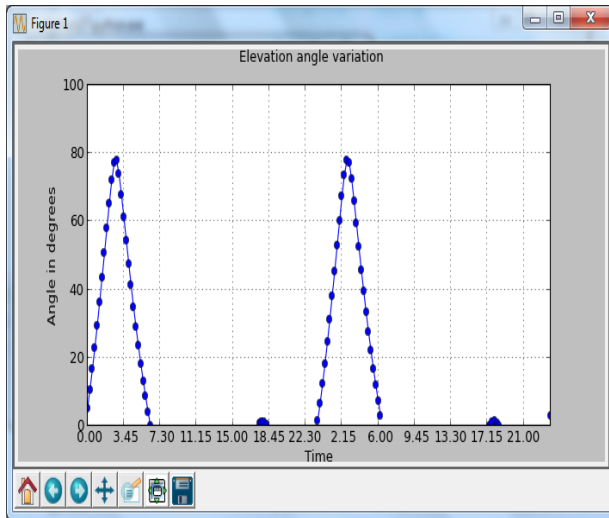 Figure 1
Elevation angle variation
100
80
60
40
20
0
Angle in degrees
0.00 3.45 7.30 11.15 15.00 18.45 22.30 2.15 6.00 9.45 13.30 17.15 21.00
Time